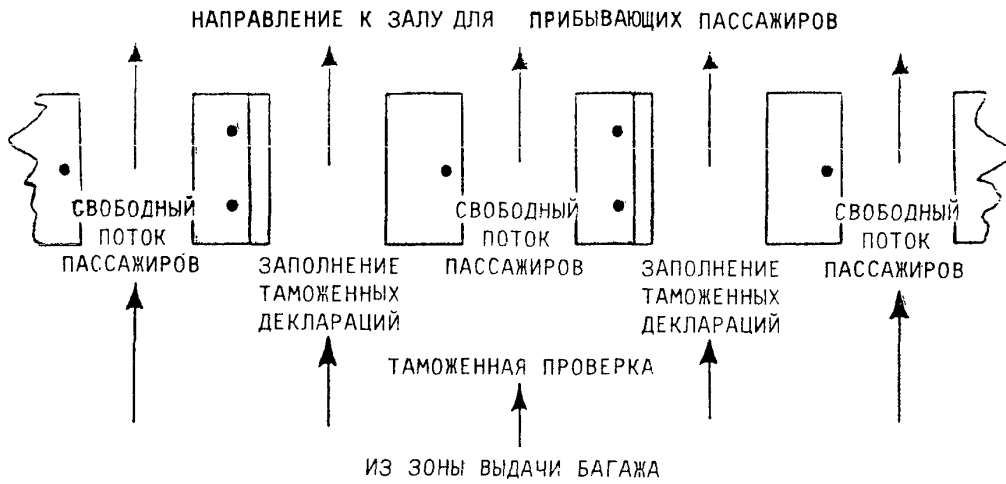 НАПРАВЛЕНИЕ К ЗАЛУ ДЛЯ ПРИБЫВАЮЩИХ ПАССАЖИРОВ
СВОБОДНЫЙ
ПОТОК
ПАССАЖИРОВ
ЗАПОЛНЕНИЕ
ТАМОЖЕННЫХ
ДЕКЛАРАЦИЙ
СВОБОДНЫЙ
ПОТОК
ПАССАЖИРОВ
ЗАПОЛНЕНИЕ
ТАМОЖЕННЫХ
ДЕКЛАРАЦИЙ
СВОБОДНЫЙ
ПОТОК
ПАССАЖИРОВ
ТАМОЖЕННАЯ ПРОВЕРКА
ИЗ ЗОНЫ ВЫДАЧИ БАГАЖА